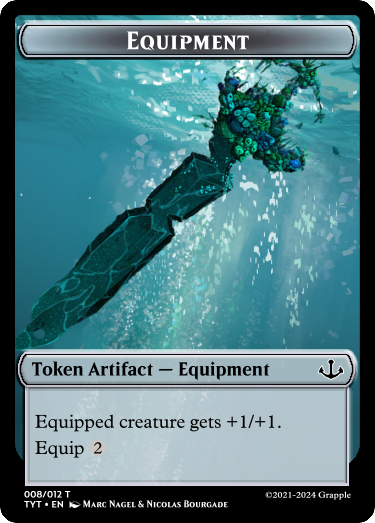 Equipment
Token Artifact — Equipment
Equipped creature gets +1/+1.
Equip 2
008/012 T
TYT • EN Marc Nagel & Nicolas Bourgade
©2021-2024 Grapple